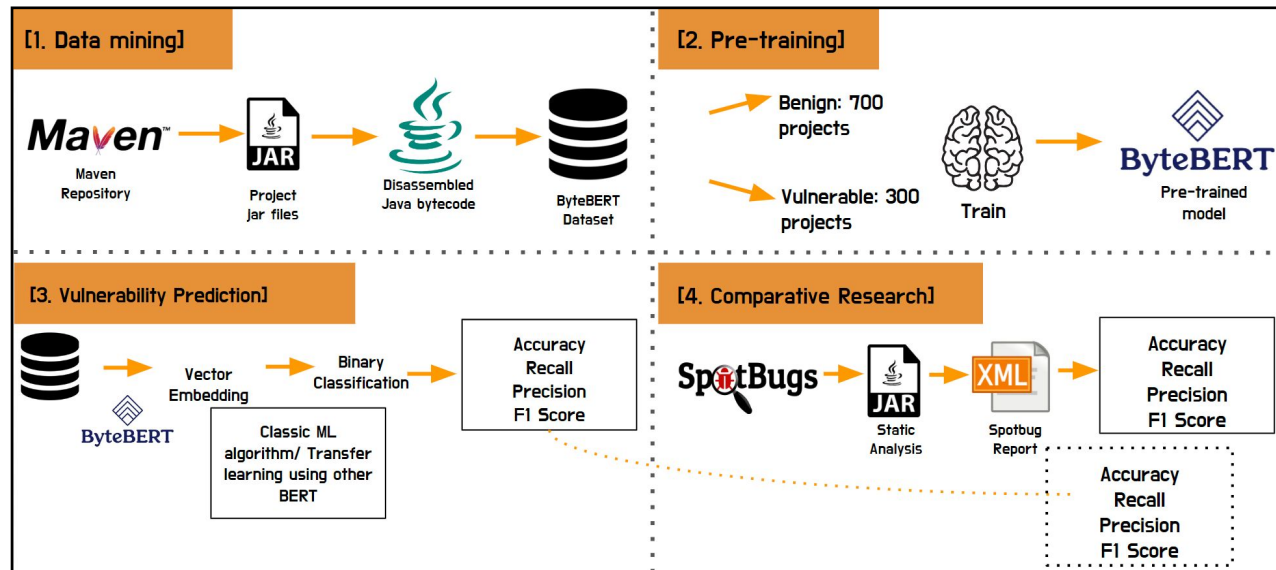 [1. Data mining]
Maven™
Maven
Repository
JAR
Project
jar files
Disassembled
Java bytecode
ByteBERT
Dataset
[2. Pre-training]
Benign: 700
projects
Vulnerable: 300
projects
Train
ByteBERT
Pre-trained
model
[3. Vulnerability Prediction]
ByteBERT
Vector
Embedding
Binary
Classification
Classic ML
algorithm/ Transfer
learning using other
BERT
Accuracy
Recall
Precision
F1 Score
[4. Comparative Research]
SpotBugs
JAR
Static
Analysis
XML
Spotbug
Report
Accuracy
Recall
Precision
F1 Score
Accuracy
Recall
Precision
F1 Score